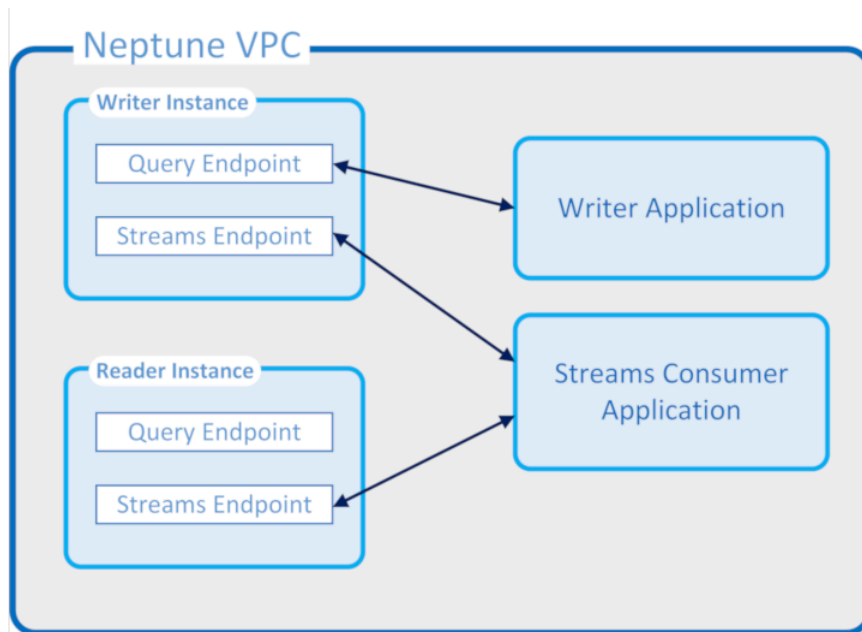 Neptune VPC
Writer Instance
Query Endpoint
Streams Endpoint
Writer Application
Reader Instance
Query Endpoint
Streams Endpoint
Streams Consumer
Application